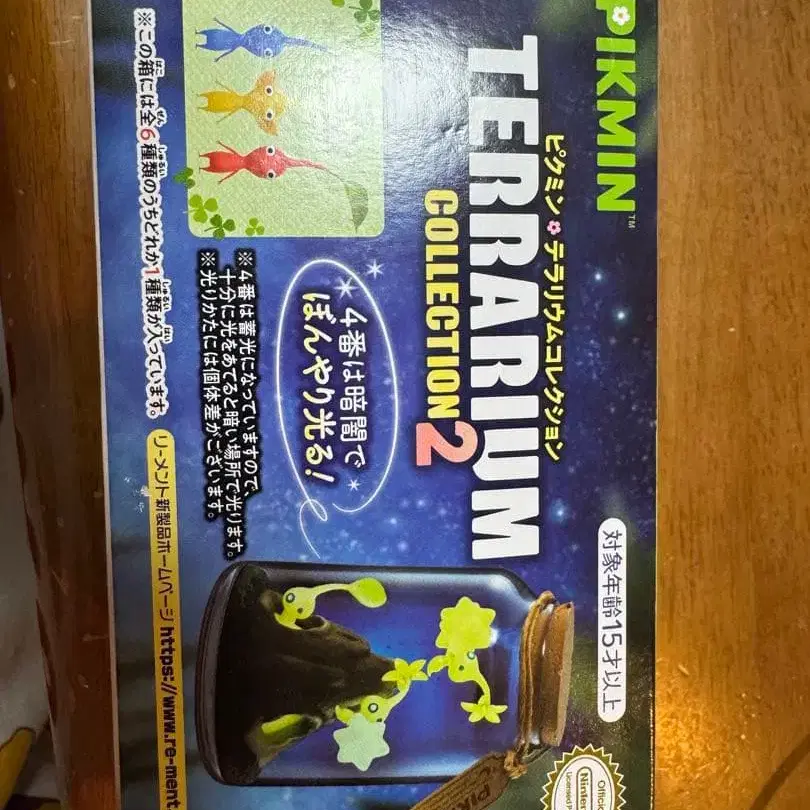 PIKMIN™
ピクミン テラリウムコレクション
TERRARIUM
COLLECTION 2
対象年齢15才以上
4番は暗闇で
ぼんやり光る!
※4番は蓄光になっていますので、
十分に光をあてると暗い場所で光ります。
※光りかたには個体差がございます。
※この箱には全6種類のうちどれか1種類が入っています。
リーメント新製品ホームページ https://www.re-ment